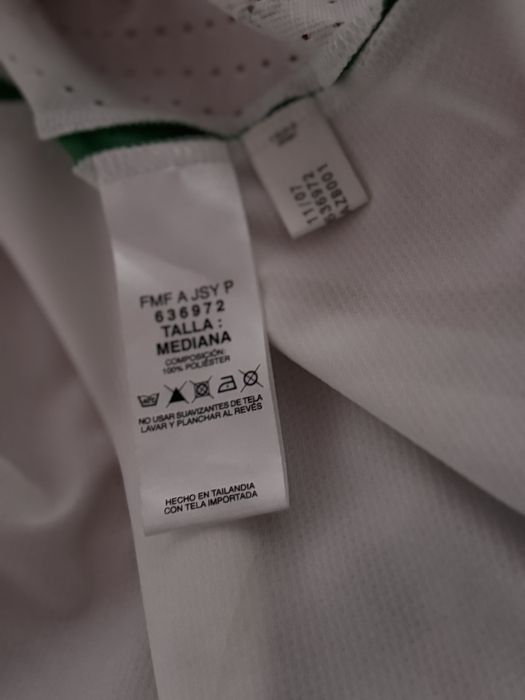 FMF A JSY P
636972
TALLA :
MEDIANA
COMPOSICIÓN:
100% POLIÉSTER
NO USAR SUAVIZANTES DE TELA
LAVAR Y PLANCHAR AL REVÉS
HECHO EN TAILANDIA
CON TELA IMPORTADA
11/07
636972
AZ8001